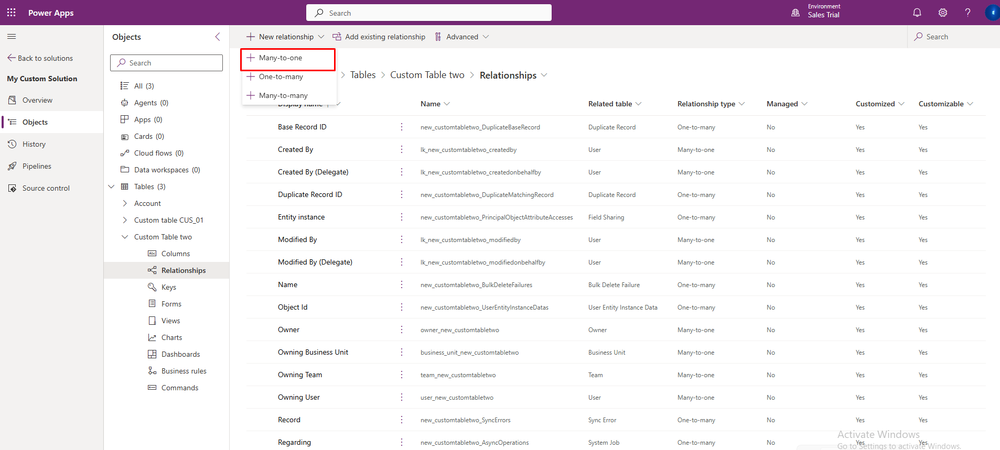 Power Apps
Search
Environment
Sales Trial
?
Objects
New relationship
Add existing relationship
Advanced
Search
Back to solutions
My Custom Solution
Overview
Objects
History
Pipelines
Source control
Search
All (3)
Agents (0)
Apps (0)
Cards (0)
Cloud flows (0)
Data workspaces (0)
Tables (3)
Account
Custom table CUS_01
Custom Table two
Abc Columns
Relationships
Keys
Forms
Views
Charts
Dashboards
Business rules
Commands
Many-to-one
One-to-many
Many-to-many
Tables > Custom Table two > Relationships
Display name Name Related table Relationship type Managed Customized Customizable
Base Record ID new_customtabletwo_DuplicateBaseRecord Duplicate Record One-to-many No Yes Yes
Created By lk_new_customtabletwo_createdby User Many-to-one No Yes Yes
Created By (Delegate) lk_new_customtabletwo_createdonbehalfby User Many-to-one No Yes Yes
Duplicate Record ID new_customtabletwo_DuplicateMatchingRecord Duplicate Record One-to-many No Yes Yes
Entity instance new_customtabletwo_PrincipalObjectAttributeAccesses Field Sharing One-to-many No Yes Yes
Modified By lk_new_customtabletwo_modifiedby User Many-to-one No Yes Yes
Modified By (Delegate) lk_new_customtabletwo_modifiedonbehalfby User Many-to-one No Yes Yes
Name new_customtabletwo_BulkDeleteFailures Bulk Delete Failure One-to-many No Yes Yes
Object Id new_customtabletwo_UserEntityInstanceDatas User Entity Instance Data One-to-many No Yes Yes
Owner owner_new_customtabletwo Owner Many-to-one No Yes Yes
Owning Business Unit business_unit_new_customtabletwo Business Unit Many-to-one No Yes Yes
Owning Team team_new_customtabletwo Team Many-to-one No Yes Yes
Owning User user_new_customtabletwo User Many-to-one No Yes Yes
Record new_customtabletwo_SyncErrors Sync Error One-to-many No Yes Yes
Regarding new_customtabletwo_AsyncOperations System Job One-to-many No Yes Yes
Activate Windows
Go to Settings to activate Windows.